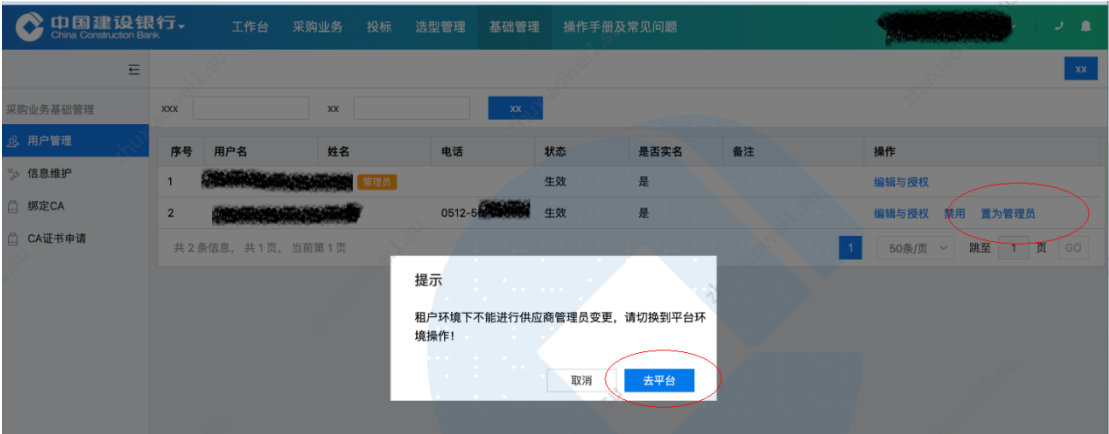 中国建设银行
China Construction Bank
工作台 采购业务 投标 选型管理 基础管理 操作手册及常见问题
xx
采购业务基础管理
xxx xx xx
用户管理
序号 用户名 姓名 电话 状态 是否实名 备注 操作
信息维护
1 管理员 生效 是 编辑与授权
绑定CA
2 0512-5 生效 是 编辑与授权 禁用 置为管理员
CA证书申请
共 2 条信息， 共 1 页， 当前第 1 页 1 50条/页 跳至 1 页 GO
提示
租户环境下不能进行供应商管理员变更，请切换到平台环
境操作！
取消 去平台